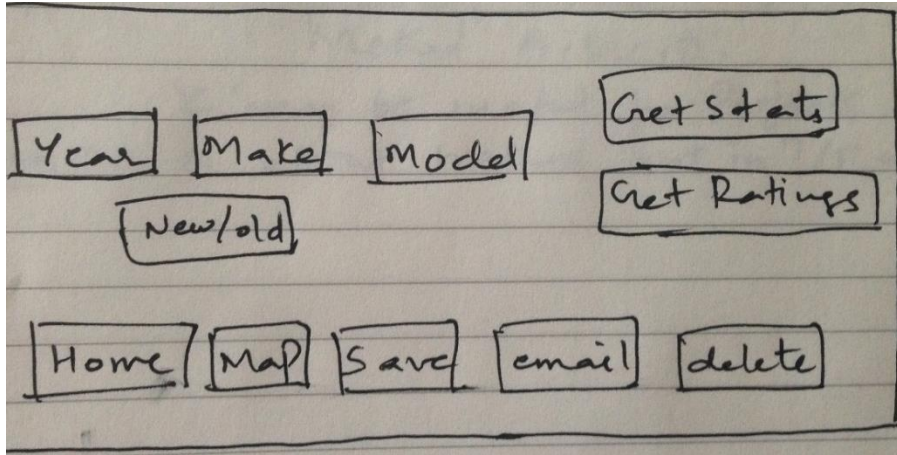 Get Stats
Year Make Model
Get Ratings
New/old
Home Map Save email delete